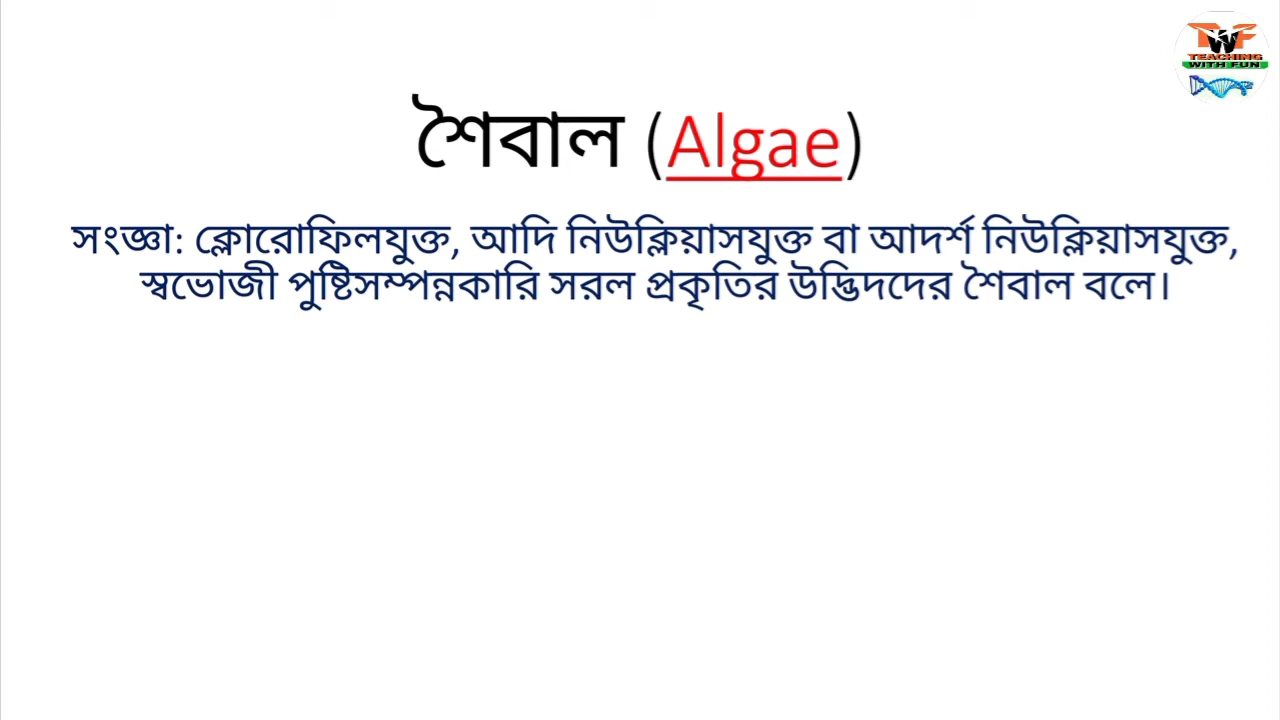 TWF
TEACHING
WITH FUN
শৈবাল (Algae)
সংজ্ঞা: ক্লোরোফিলযুক্ত, আদি নিউক্লিয়াসযুক্ত বা আদর্শ নিউক্লিয়াসযুক্ত,
স্বভোজী পুষ্টিসম্পন্নকারি সরল প্রকৃতির উদ্ভিদদের শৈবাল বলে।